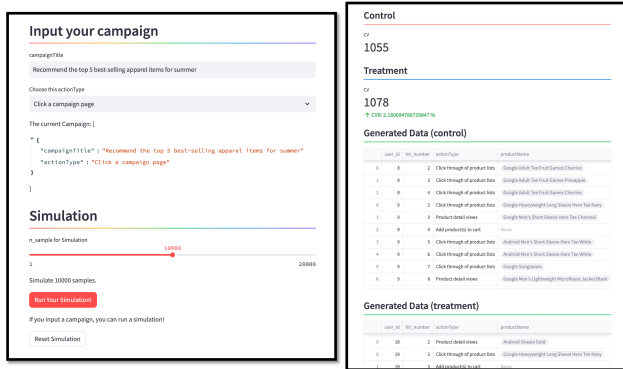 Input your campaign
campaignTitle
Recommend the top 5 best-selling apparel items for summer
Choose this actionType
Click a campaign page
The current Campaign: [
" {
"campaignTitle" : "Recommend the top 5 best-selling apparel items for summer"
"actionType" : "Click a campaign page"
}
]
Simulation
n_sample for Simulation
10000
1 20000
Simulate 10000 samples.
Run Your Simulation!
If you input a campaign, you can run a simulation!
Reset Simulation
Control
CV
1055
Treatment
CV
1078
↑ CVR: 2.180094786729847 %
Generated Data (control)
user_id hit_number actionType productName
0 8 2 Click through of product lists Google Adult Tee Fruit Games Cherries
1 8 3 Click through of product lists Google Adult Tee Fruit Games Pineapple
2 8 4 Click through of product lists Google Adult Tee Fruit Games Cherries
0 9 2 Click through of product lists Google Heavyweight Long Sleeve Hero Tee Navy
1 9 3 Product detail views Google Men's Short Sleeve Hero Tee Charcoal
2 9 4 Add product(s) to cart None
3 9 5 Click through of product lists Android Men's Short Sleeve Hero Tee White
4 9 6 Click through of product lists Android Men's Short Sleeve Hero Tee White
5 9 7 Click through of product lists Google Sunglasses
6 9 8 Product detail views Google Men's Lightweight Microfleece Jacket Black
Generated Data (treatment)
user_id hit_number actionType productName
0 18 2 Product detail views Android Onesie Gold
0 19 2 Click through of product lists Google Heavyweight Long Sleeve Hero Tee Navy
1 19 3 Add product(s) to cart None